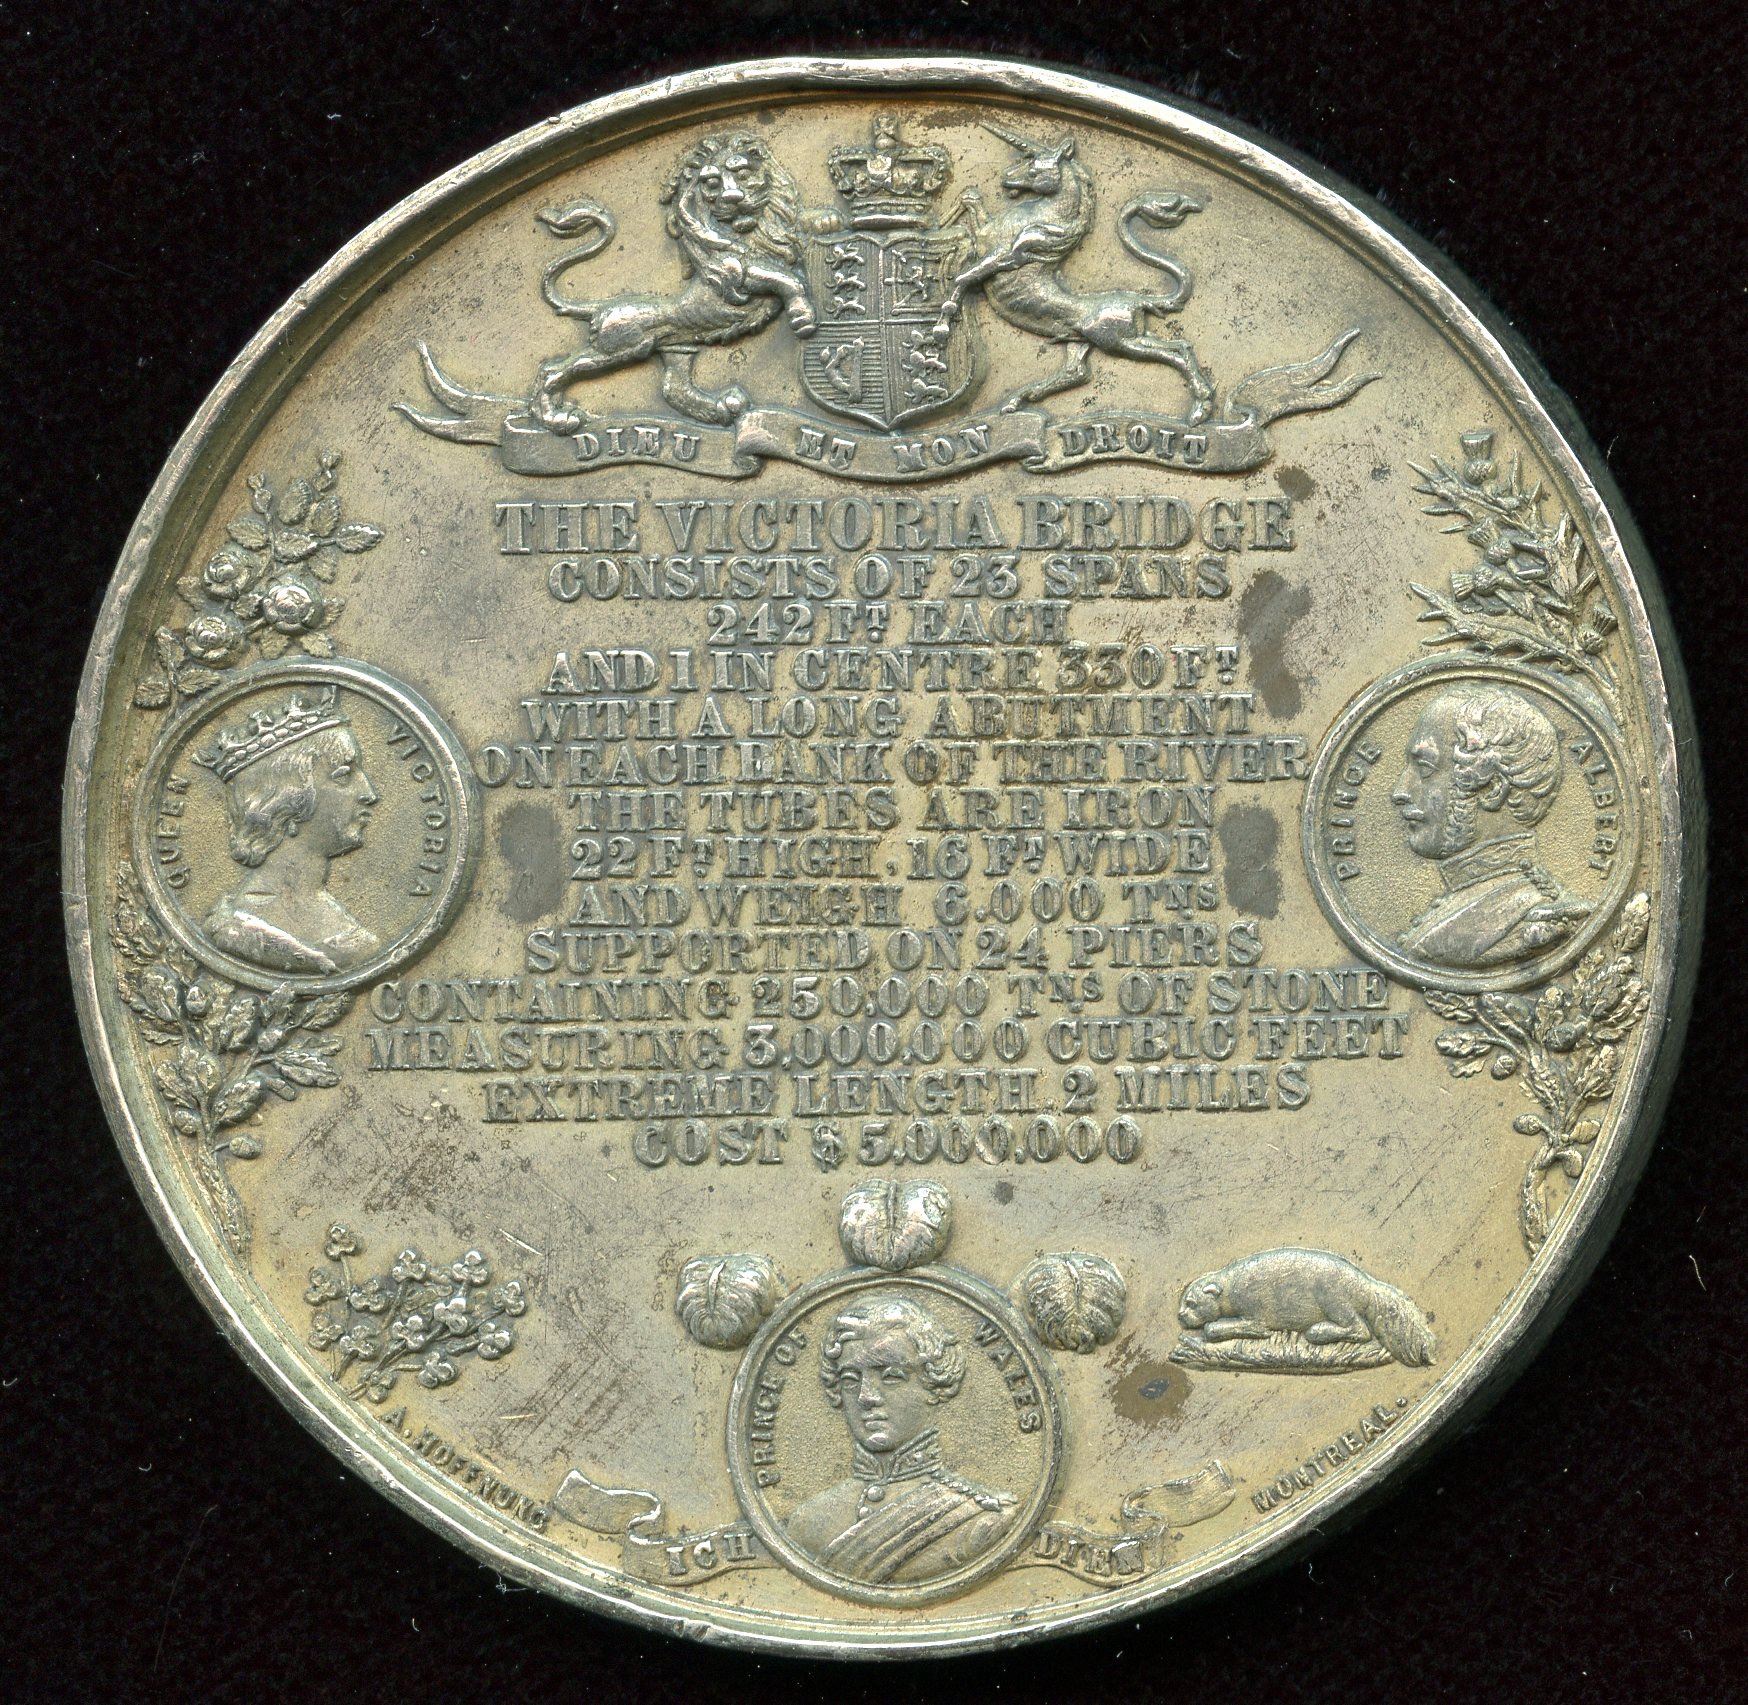 DIEU ET MON DROIT
THE VICTORIA BRIDGE
CONSISTS OF 23 SPANS
242 FT EACH
AND 1 IN CENTRE 330 FT
WITH A LONG ABUTMENT
ON EACH BANK OF THE RIVER
THE TUBES ARE IRON
22 FT HIGH, 16 FT WIDE
AND WEIGH 6.000 TNS
SUPPORTED ON 24 PIERS
CONTAINING 250,000 TNS OF STONE
MEASURING 3,000,000 CUBIC FEET
EXTREME LENGTH 2 MILES
COST $5,000,000
QUEEN VICTORIA
PRINCE ALBERT
PRINCE OF WALES
A. HOFFNUNG
MONTREAL.
ICH DIEN